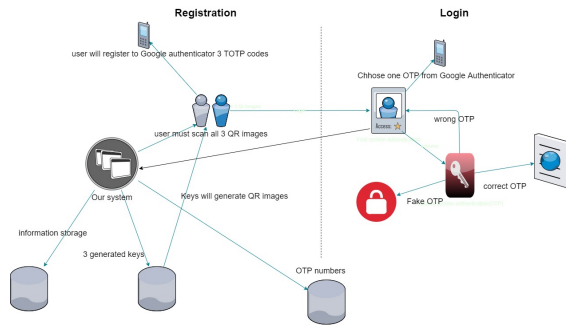 Registration
Login
user will register to Google authenticator 3 TOTP codes
Chhose one OTP from Google Authenticator
wrong OTP
user must scan all 3 QR images
Our system
Keys will generate QR images
correct OTP
Fake OTP
information storage
3 generated keys
OTP numbers